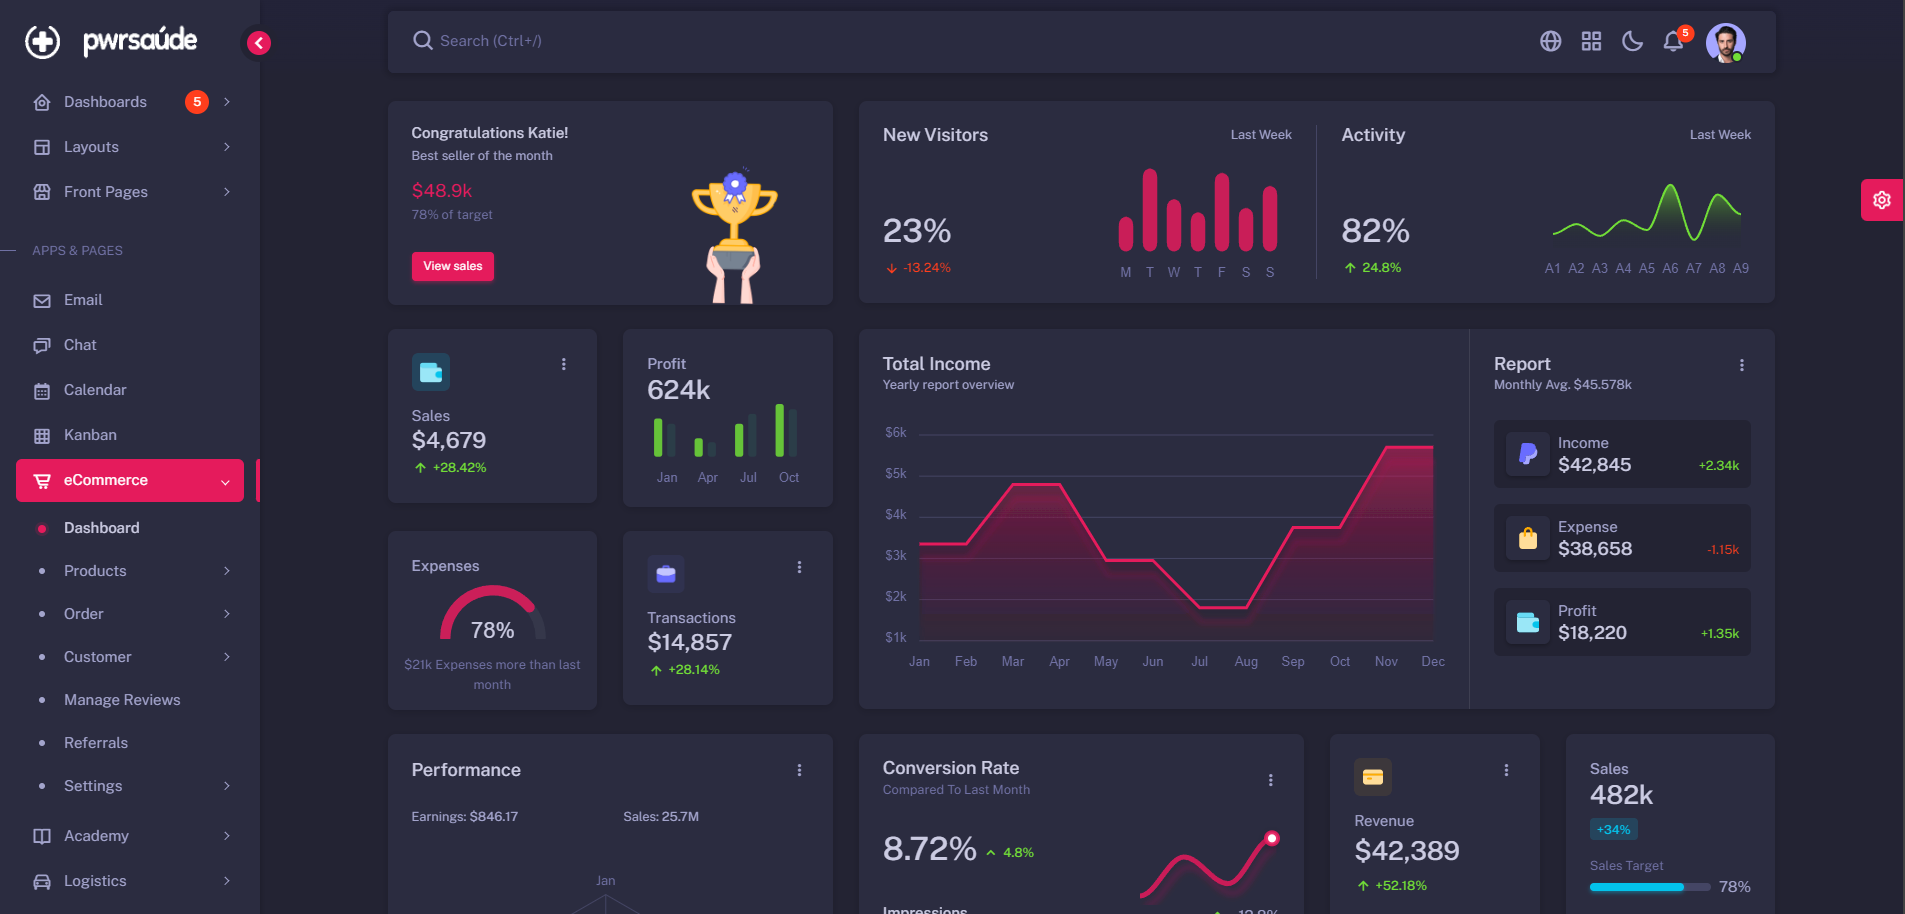 pwrsaúde
Dashboards
5
Layouts
Front Pages
APPS & PAGES
Email
Chat
Calendar
Kanban
eCommerce
Dashboard
Products
Order
Customer
Manage Reviews
Referrals
Settings
Academy
Logistics
Search (Ctrl+/)
5
Congratulations Katie!
Best seller of the month
$48.9k
78% of target
View sales
New Visitors
Last Week
23%
-13.24%
M T W T F S S
Activity
Last Week
82%
24.8%
A1 A2 A3 A4 A5 A6 A7 A8 A9
Sales
$4,679
+28.42%
Profit
624k
Jan Apr Jul Oct
Expenses
78%
$21k Expenses more than last
month
Transactions
$14,857
+28.14%
Total Income
Yearly report overview
$6k
$5k
$4k
$3k
$2k
$1k
Jan Feb Mar Apr May Jun Jul Aug Sep Oct Nov Dec
Report
Monthly Avg. $45.578k
Income
$42,845
+2.34k
Expense
$38,658
-1.15k
Profit
$18,220
+1.35k
Performance
Earnings: $846.17
Sales: 25.7M
Jan
Conversion Rate
Compared To Last Month
8.72%
4.8%
Impressions
Revenue
$42,389
+52.18%
Sales
482k
+34%
Sales Target
78%